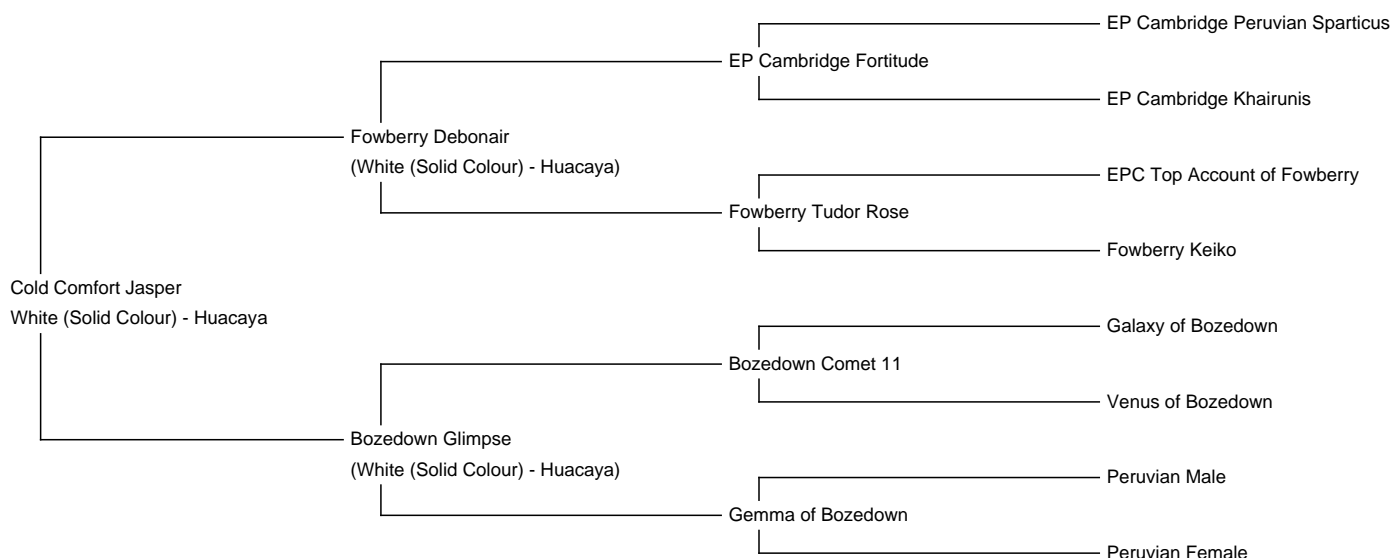 EP Cambridge Peruvian Sparticus
EP Cambridge Fortitude
EP Cambridge Khairunis
Fowberry Debonair
(White (Solid Colour) - Huacaya)
EPC Top Account of Fowberry
Fowberry Tudor Rose
Fowberry Keiko
Cold Comfort Jasper
White (Solid Colour) - Huacaya
Galaxy of Bozedown
Bozedown Comet 11
Venus of Bozedown
Bozedown Glimpse
(White (Solid Colour) - Huacaya)
Peruvian Male
Gemma of Bozedown
Peruvian Female